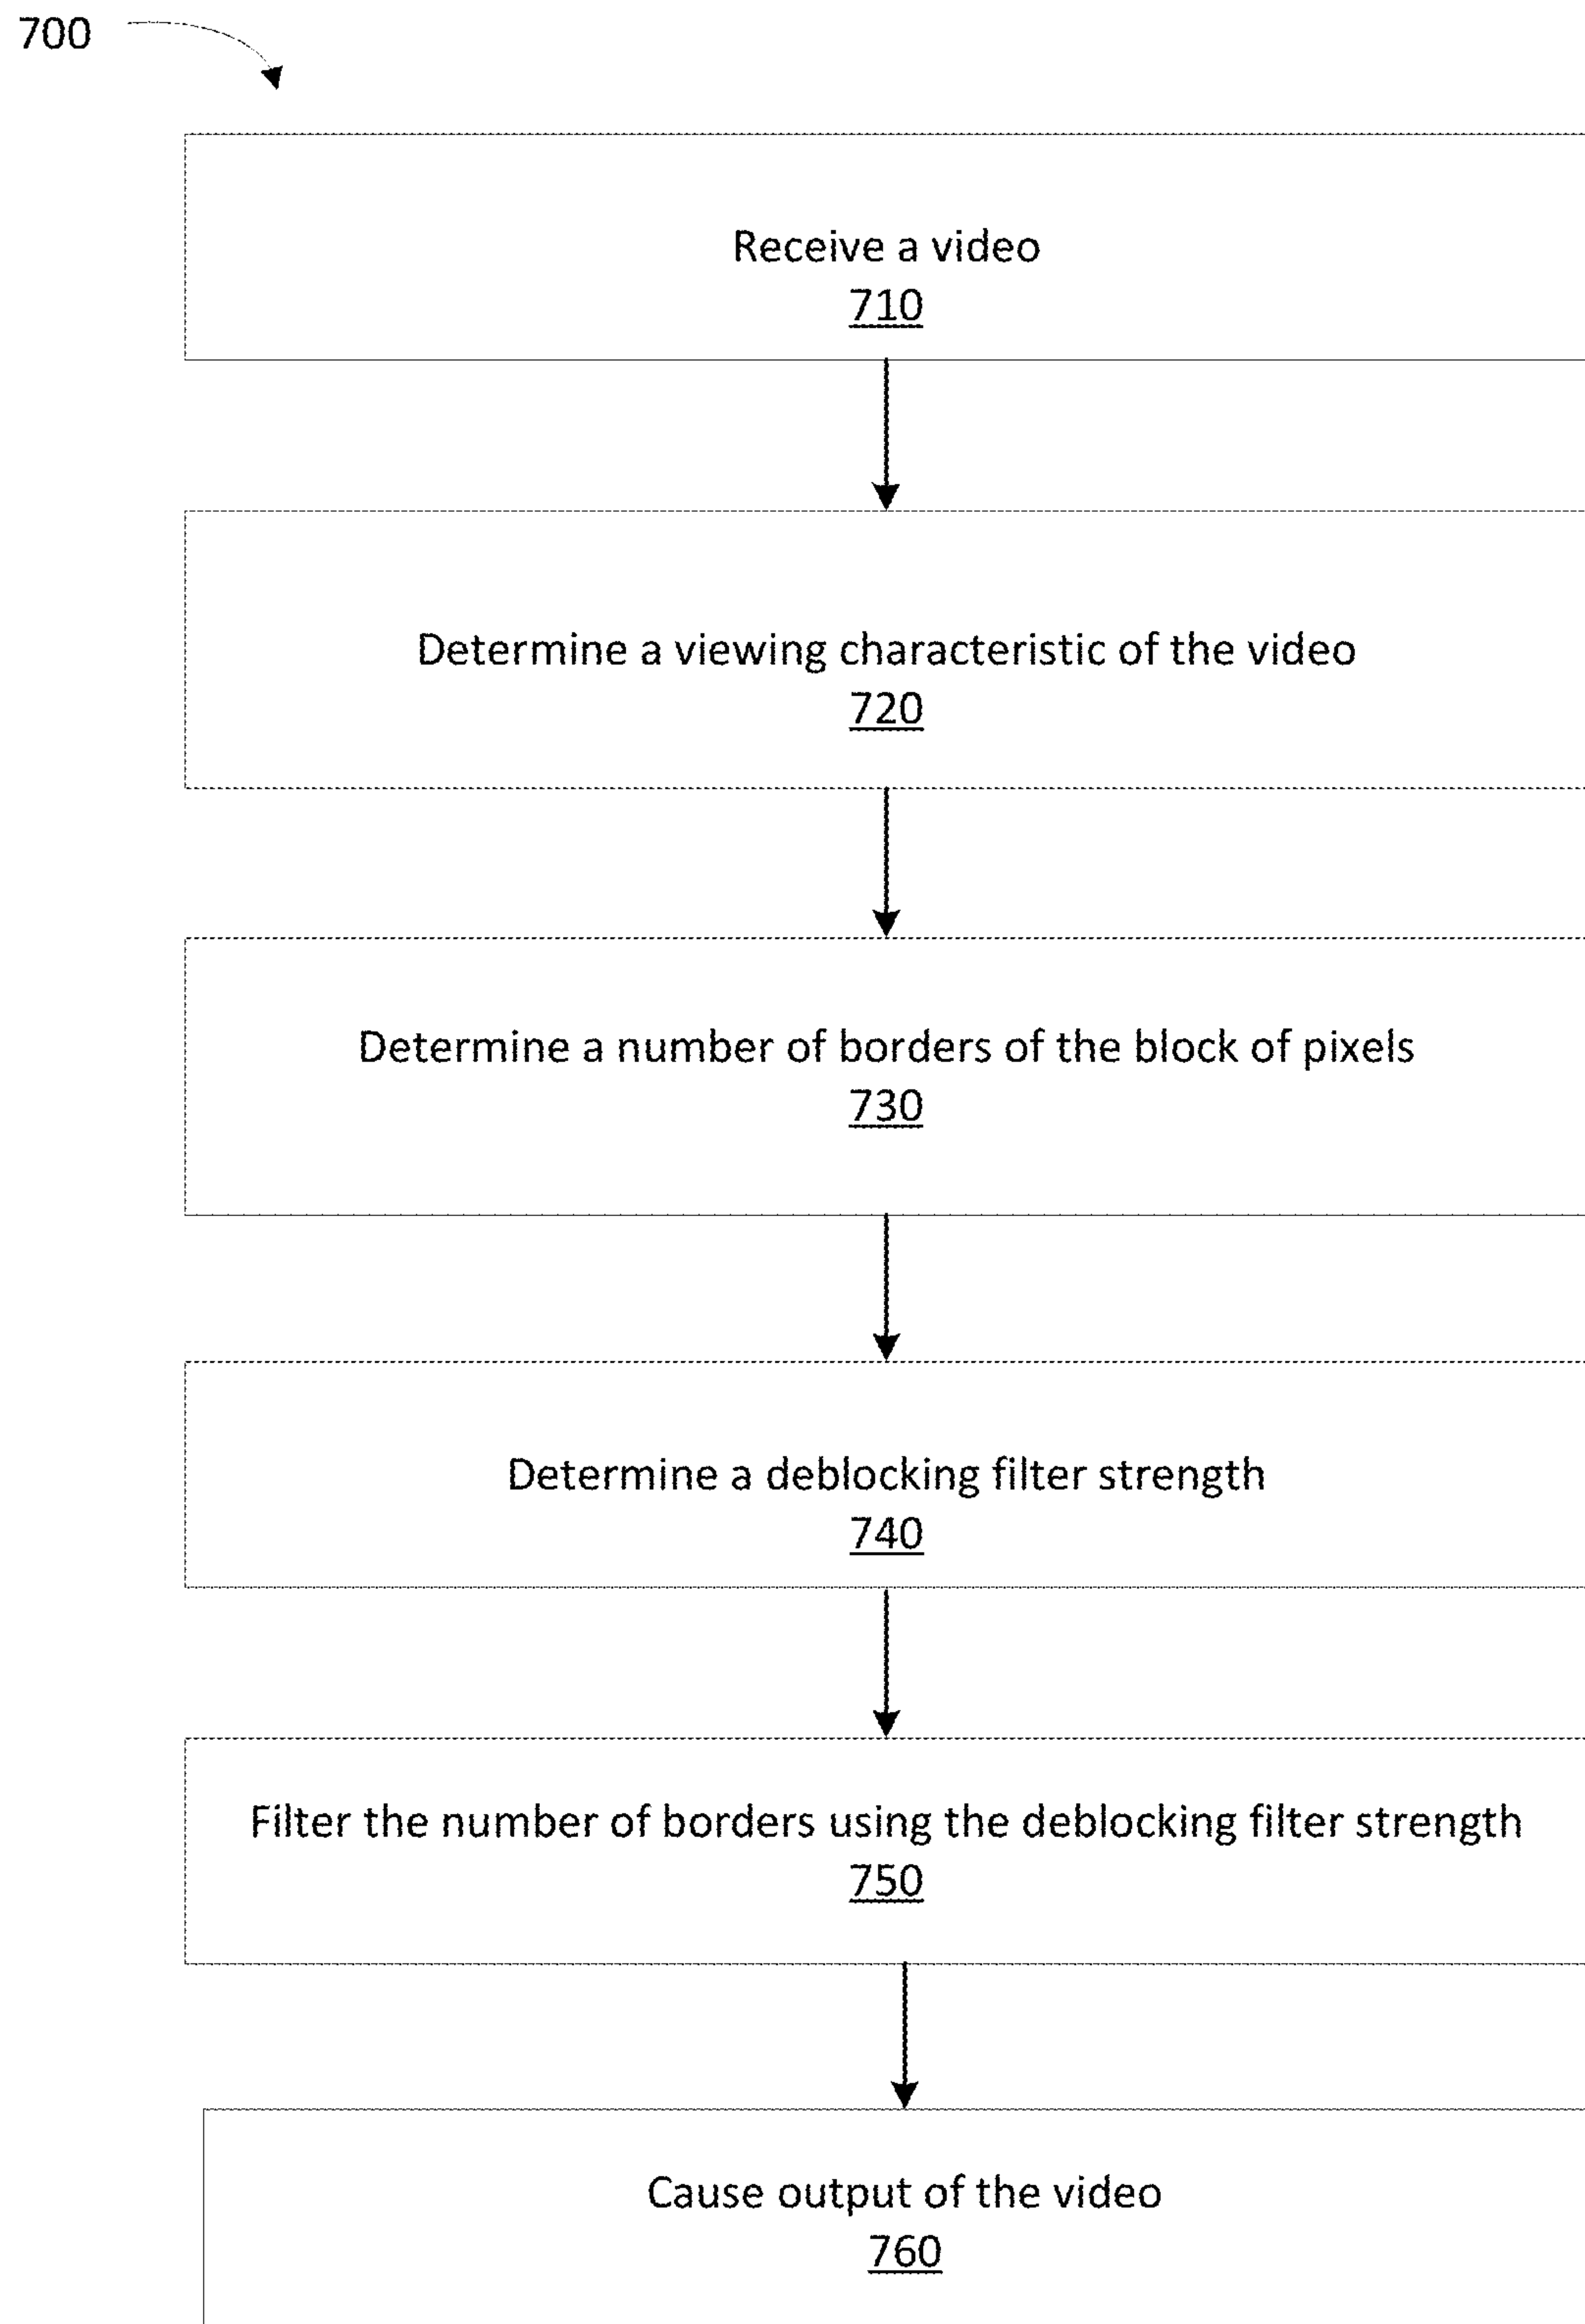 700
Receive a video
710
Determine a viewing characteristic of the video
720
Determine a number of borders of the block of pixels
730
Determine a deblocking filter strength
740
Filter the number of borders using the deblocking filter strength
750
Cause output of the video
760